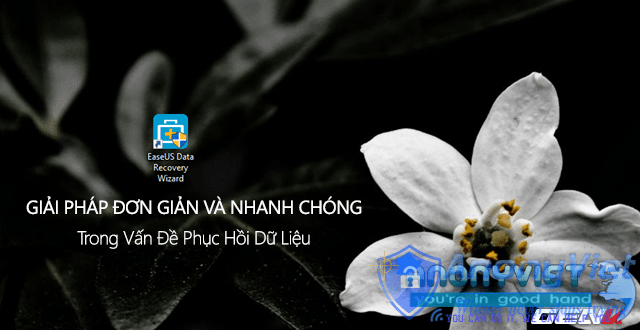 EaseUS Data
Recovery
Wizard
GIẢI PHÁP ĐƠN GIẢN VÀ NHANH CHÓNG
Trong Vấn Đề Phục Hồi Dữ Liệu
AnonyViet
ANONYVIET
you're in good hand